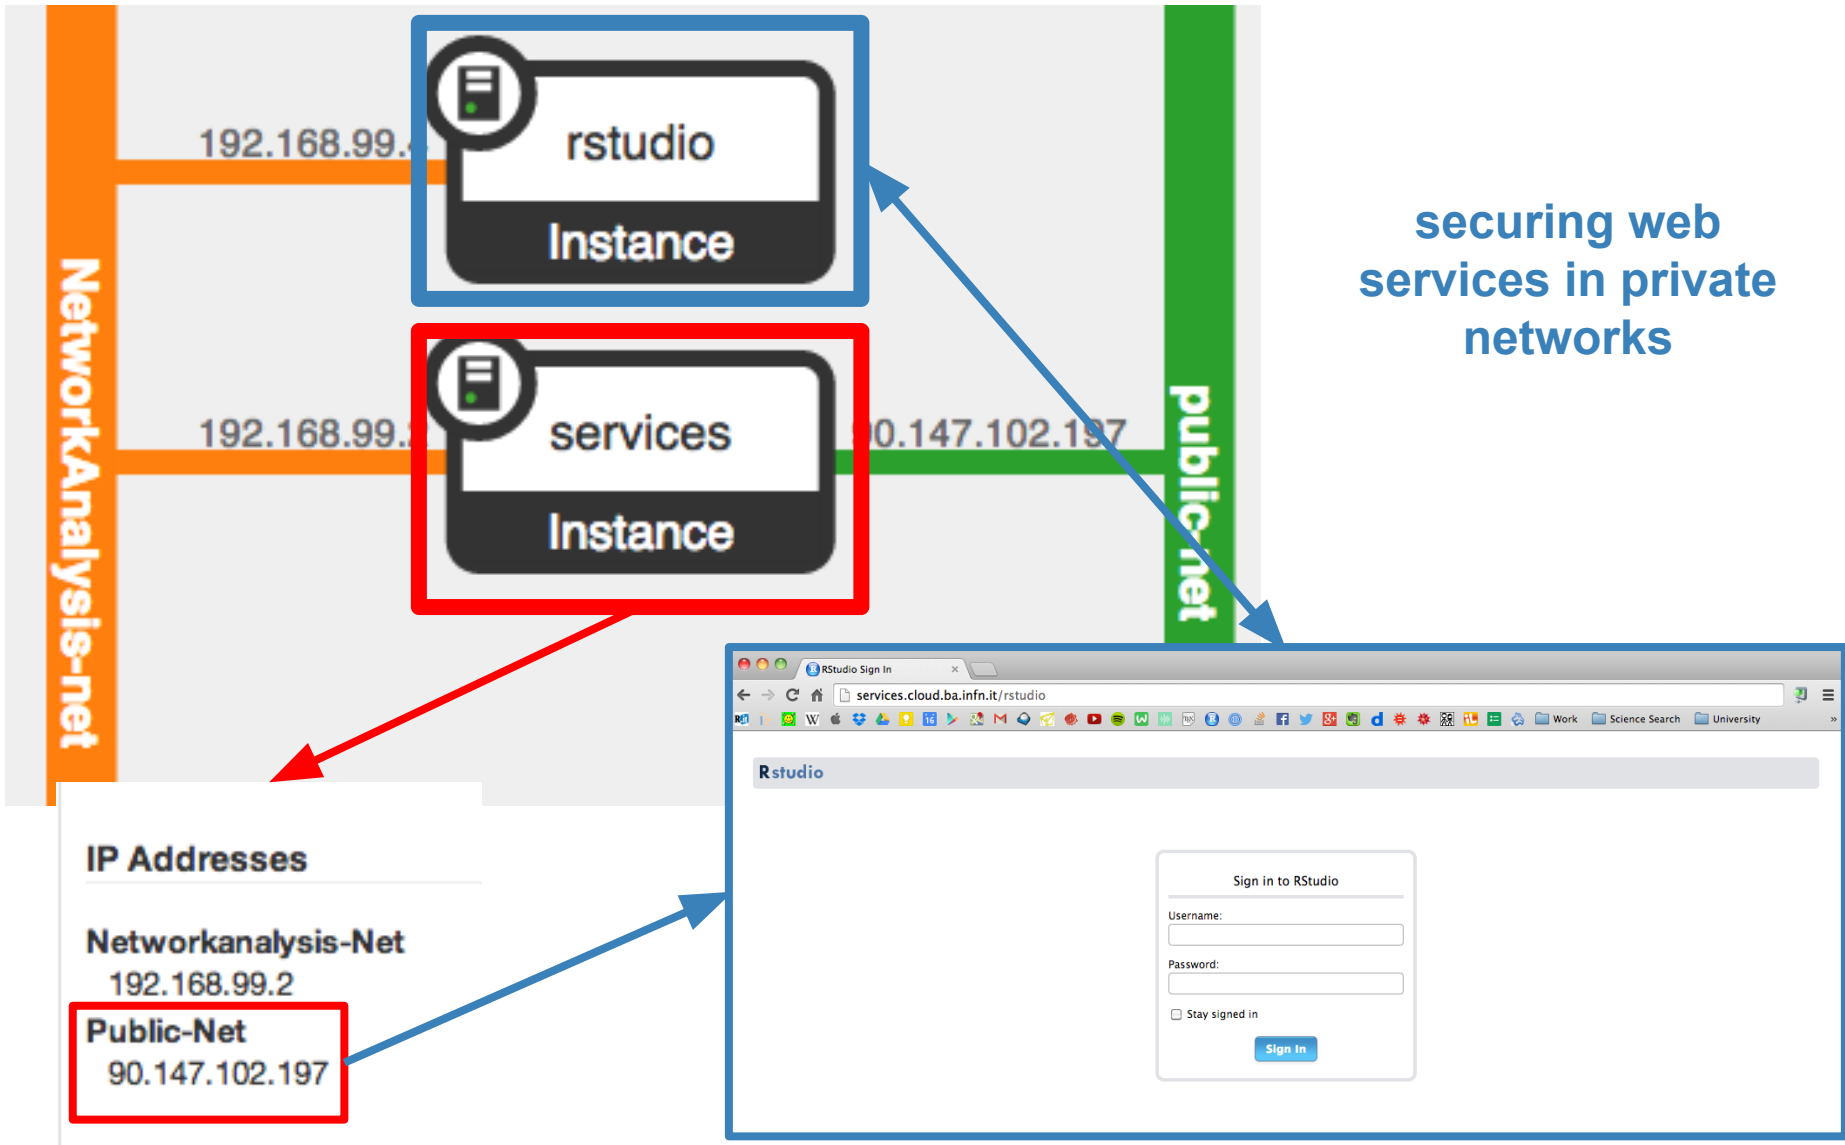 192.168.99.
rstudio
Instance
securing web
services in private
networks
NetworkAnalysis-net
192.168.99.2
services
Instance
90.147.102.197
public-net
RStudio Sign In
services.cloud.ba.infn.it/rstudio
Work
Science Search
University
»
Rstudio
IP Addresses
Sign in to RStudio
Username:
Networkanalysis-Net
192.168.99.2
Password:
Public-Net
90.147.102.197
Stay signed in
Sign In